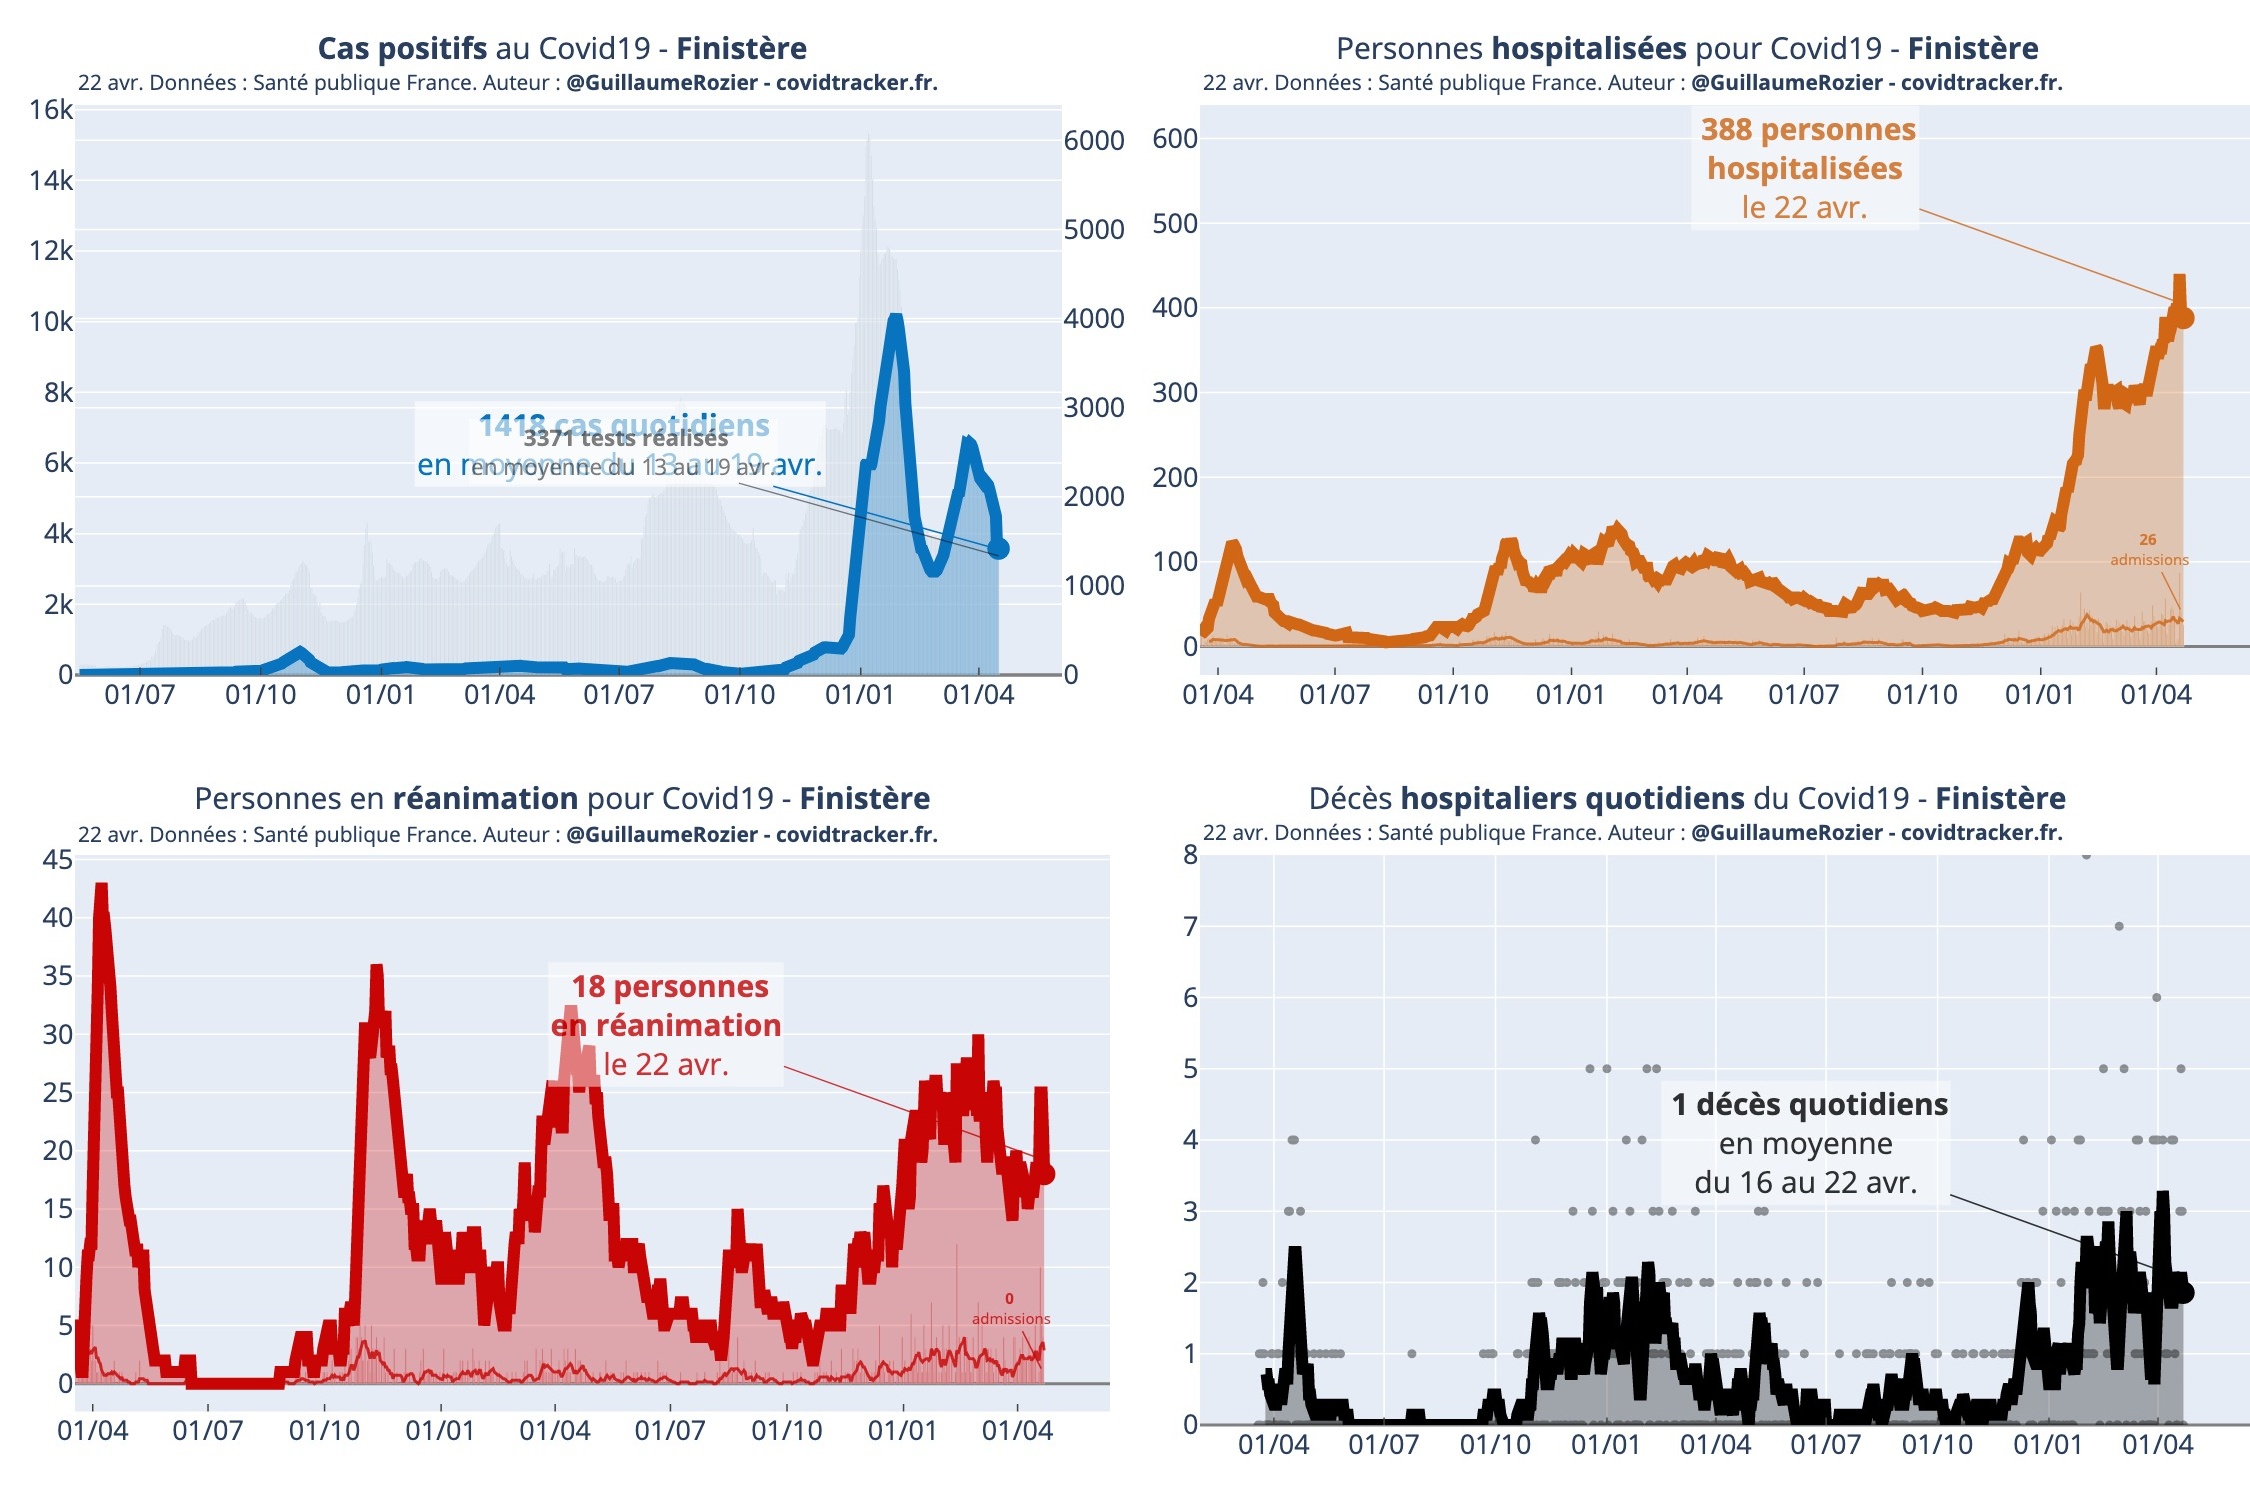 Cas positifs au Covid19 - Finistère
22 avr. Données : Santé publique France. Auteur : @GuillaumeRozier - covidtracker.fr.
16k
14k
12k
10k
8k
6k
4k
2k
0
6000
5000
4000
3000
2000
1000
0
1418 cas quotidiens
en moyenne du 13 au 19 avr.
3371 tests réalisés
en moyenne du 13 au 19 avr.
01/07 01/10 01/01 01/04 01/07 01/10 01/01 01/04
Personnes hospitalisées pour Covid19 - Finistère
22 avr. Données : Santé publique France. Auteur : @GuillaumeRozier - covidtracker.fr.
600
500
400
300
200
100
0
388 personnes
hospitalisées
le 22 avr.
26
admissions
01/04 01/07 01/10 01/01 01/04 01/07 01/10 01/01 01/04
Personnes en réanimation pour Covid19 - Finistère
22 avr. Données : Santé publique France. Auteur : @GuillaumeRozier - covidtracker.fr.
45
40
35
30
25
20
15
10
5
0
18 personnes
en réanimation
le 22 avr.
0
admissions
01/04 01/07 01/10 01/01 01/04 01/07 01/10 01/01 01/04
Décès hospitaliers quotidiens du Covid19 - Finistère
22 avr. Données : Santé publique France. Auteur : @GuillaumeRozier - covidtracker.fr.
8
7
6
5
4
3
2
1
0
1 décès quotidiens
en moyenne
du 16 au 22 avr.
01/04 01/07 01/10 01/01 01/04 01/07 01/10 01/01 01/04